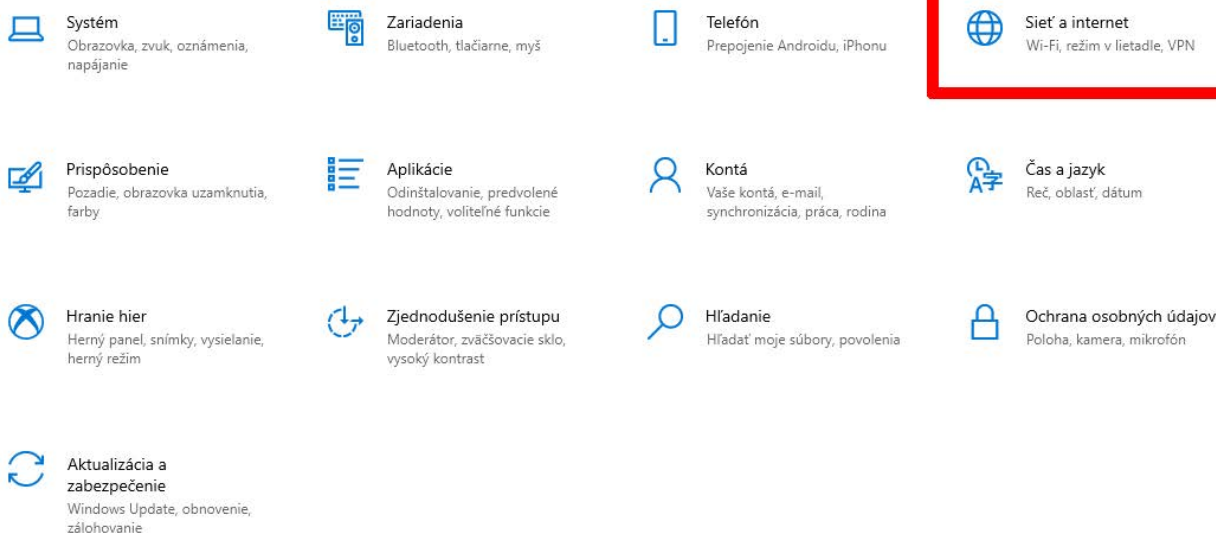 Systém
Obrazovka, zvuk, oznámenia,
napájanie
Zariadenia
Bluetooth, tlačiarne, myš
Telefón
Prepojenie Androidu, iPhonu
Sieť a internet
Wi-Fi, režim v lietadle, VPN
Prispôsobenie
Pozadie, obrazovka uzamknutia,
farby
Aplikácie
Odinštalovanie, predvolené
hodnoty, voliteľné funkcie
Kontá
Vaše kontá, e-mail,
synchronizácia, práca, rodina
Čas a jazyk
Reč, oblasť, dátum
Hranie hier
Herný panel, snímky, vysielanie,
herný režim
Zjednodušenie prístupu
Moderátor, zväčšovacie sklo,
vysoký kontrast
Hľadanie
Hľadať moje súbory, povolenia
Ochrana osobných údajov
Poloha, kamera, mikrofón
Aktualizácia a
zabezpečenie
Windows Update, obnovenie,
zálohovanie